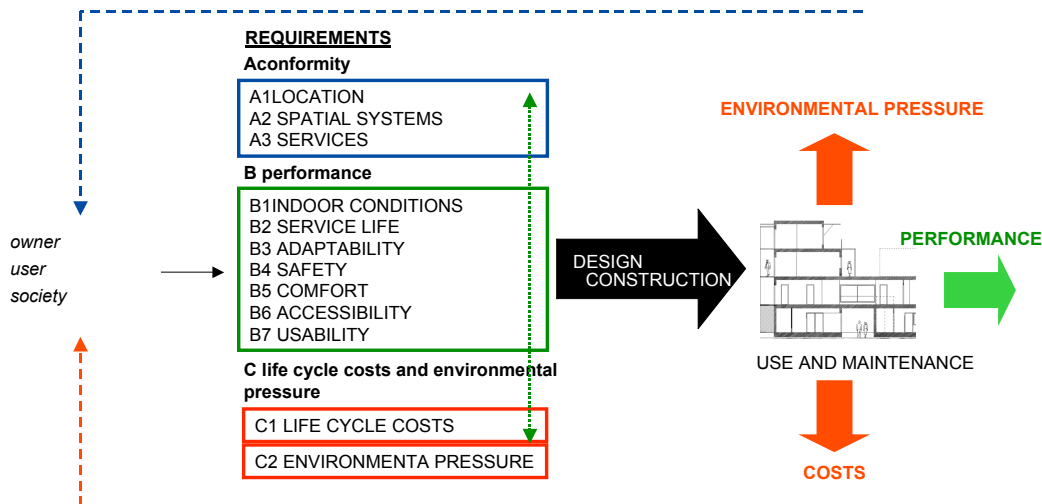 REQUIREMENTS
Aconformity
A1LOCATION
A2 SPATIAL SYSTEMS
A3 SERVICES
B performance
B1INDOOR CONDITIONS
B2 SERVICE LIFE
B3 ADAPTABILITY
B4 SAFETY
B5 COMFORT
B6 ACCESSIBILITY
B7 USABILITY
C life cycle costs and environmental
pressure
C1 LIFE CYCLE COSTS
C2 ENVIRONMENTA PRESSURE
owner
user
society
DESIGN
CONSTRUCTION
ENVIRONMENTAL PRESSURE
PERFORMANCE
USE AND MAINTENANCE
COSTS